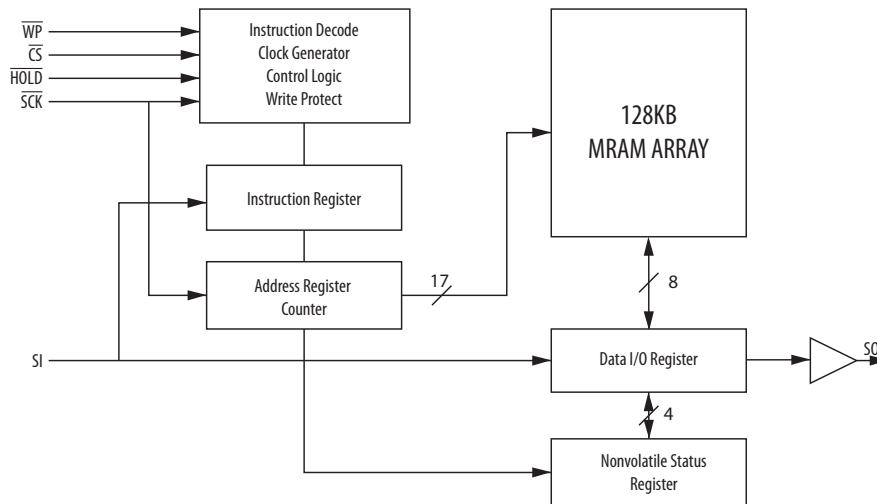 WP
CS
HOLD
SCK
Instruction Decode
Clock Generator
Control Logic
Write Protect
128KB
MRAM ARRAY
Instruction Register
Address Register
Counter
17
8
SI
Data I/O Register
SO
4
Nonvolatile Status
Register